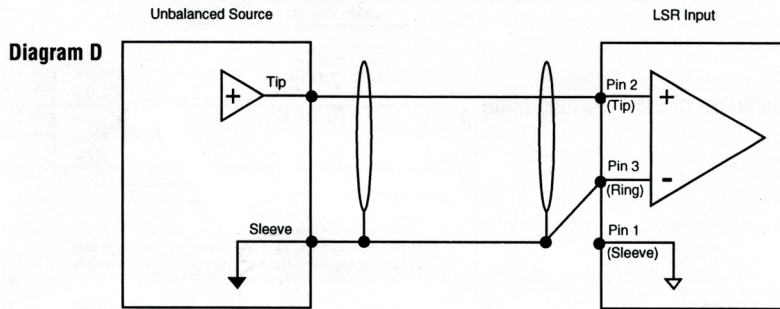 Unbalanced Source
LSR Input
Diagram D
+
Tip
Pin 2
(Tip)
+
Pin 3
(Ring)
-
Sleeve
Pin 1
(Sleeve)